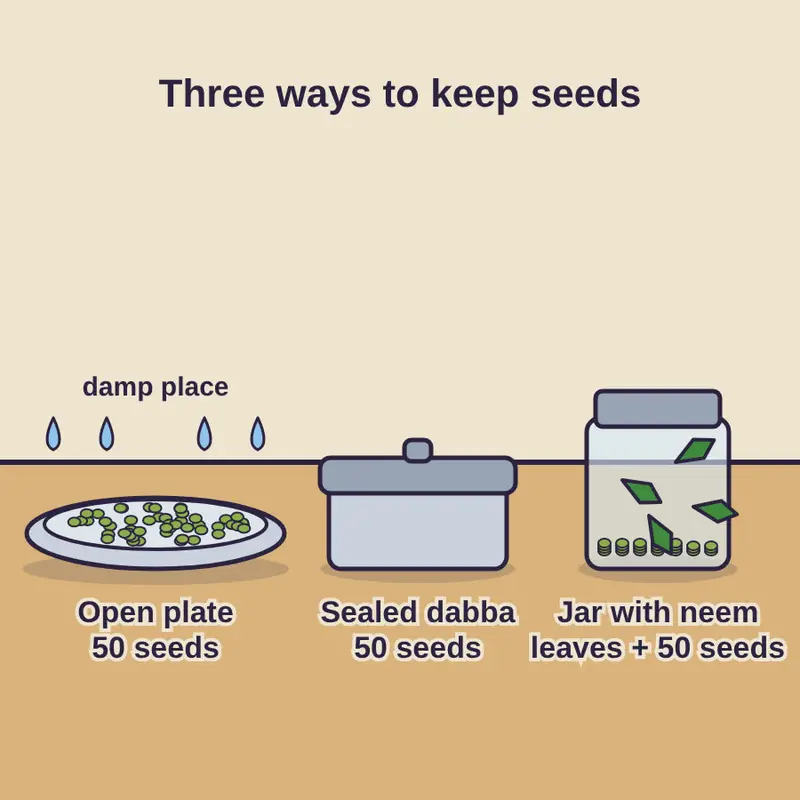 Three ways to keep seeds
damp place
Open plate
50 seeds
Sealed dabba
50 seeds
Jar with neem
leaves + 50 seeds